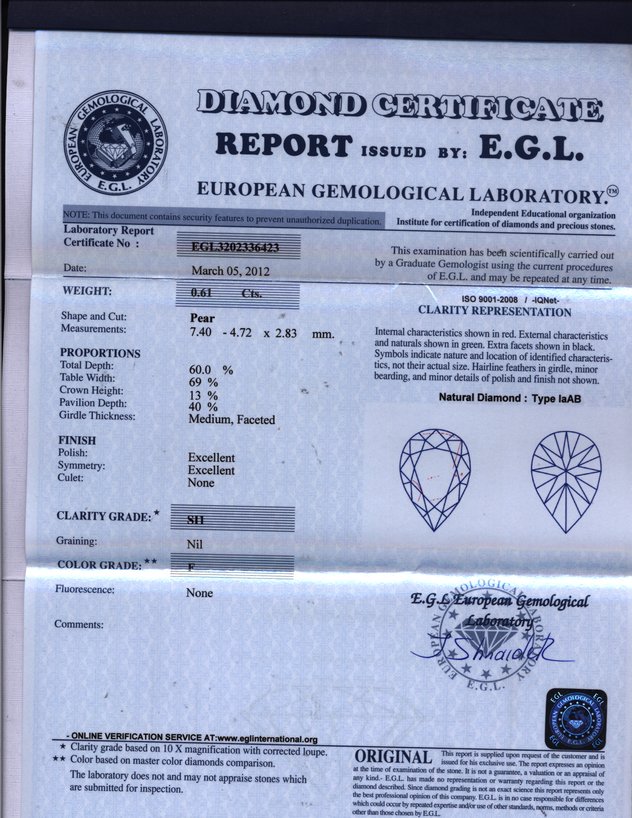 EUROPEAN GEMOLOGICAL LABORATORY
E.G.L.
DIAMOND CERTIFICATE
REPORT ISSUED BY: E.G.L.
EUROPEAN GEMOLOGICAL LABORATORY.™
NOTE: This document contains security features to prevent unauthorized duplication.
Independent Educational organization
Institute for certification of diamonds and precious stones.
Laboratory Report
Certificate No : EGL3202336423
Date: March 05, 2012
This examination has been scientifically carried out
by a Graduate Gemologist using the current procedures
of E.G.L. and may be repeated at any time.
WEIGHT: 0.61 Cts.
Shape and Cut: Pear
Measurements: 7.40 - 4.72 x 2.83 mm.
PROPORTIONS
Total Depth: 60.0 %
Table Width: 69 %
Crown Height: 13 %
Pavilion Depth: 40 %
Girdle Thickness: Medium, Faceted
FINISH
Polish: Excellent
Symmetry: Excellent
Culet: None
CLARITY GRADE: * SI1
Graining: Nil
COLOR GRADE: ** F
Fluorescence: None
Comments:
ISO 9001-2008 / -IQNet-
CLARITY REPRESENTATION
Internal characteristics shown in red. External characteristics
and naturals shown in green. Extra facets shown in black.
Symbols indicate nature and location of identified characteris-
tics, not their actual size. Hairline feathers in girdle, minor
bearding, and minor details of polish and finish not shown.
Natural Diamond : Type IaAB
E.G.L European Gemological
Laboratory
EUROPEAN GEMOLOGICAL LABORATORY
E.G.L.
- ONLINE VERIFICATION SERVICE AT:www.eglinternational.org
* Clarity grade based on 10 X magnification with corrected loupe.
** Color based on master color diamonds comparison.
The laboratory does not and may not appraise stones which
are submitted for inspection.
EGL EGL
EGL EGL
ORIGINAL This report is supplied upon request of the customer and is
issued for his exclusive use. The report expresses an opinion
at the time of examination of the stone. It is not a guarantee, a valuation or an appraisal of
any kind.- E.G.L. has made no representation or warranty regarding this report or the
diamond described. Since diamond grading is not an exact science this report represents only
the best professional opinion of this company. E.G.L. is in no case responsible for differences
which could occur by repeated expertise and/or use of other standards, norms, methods or criteria
other than those chosen by E.G.L.